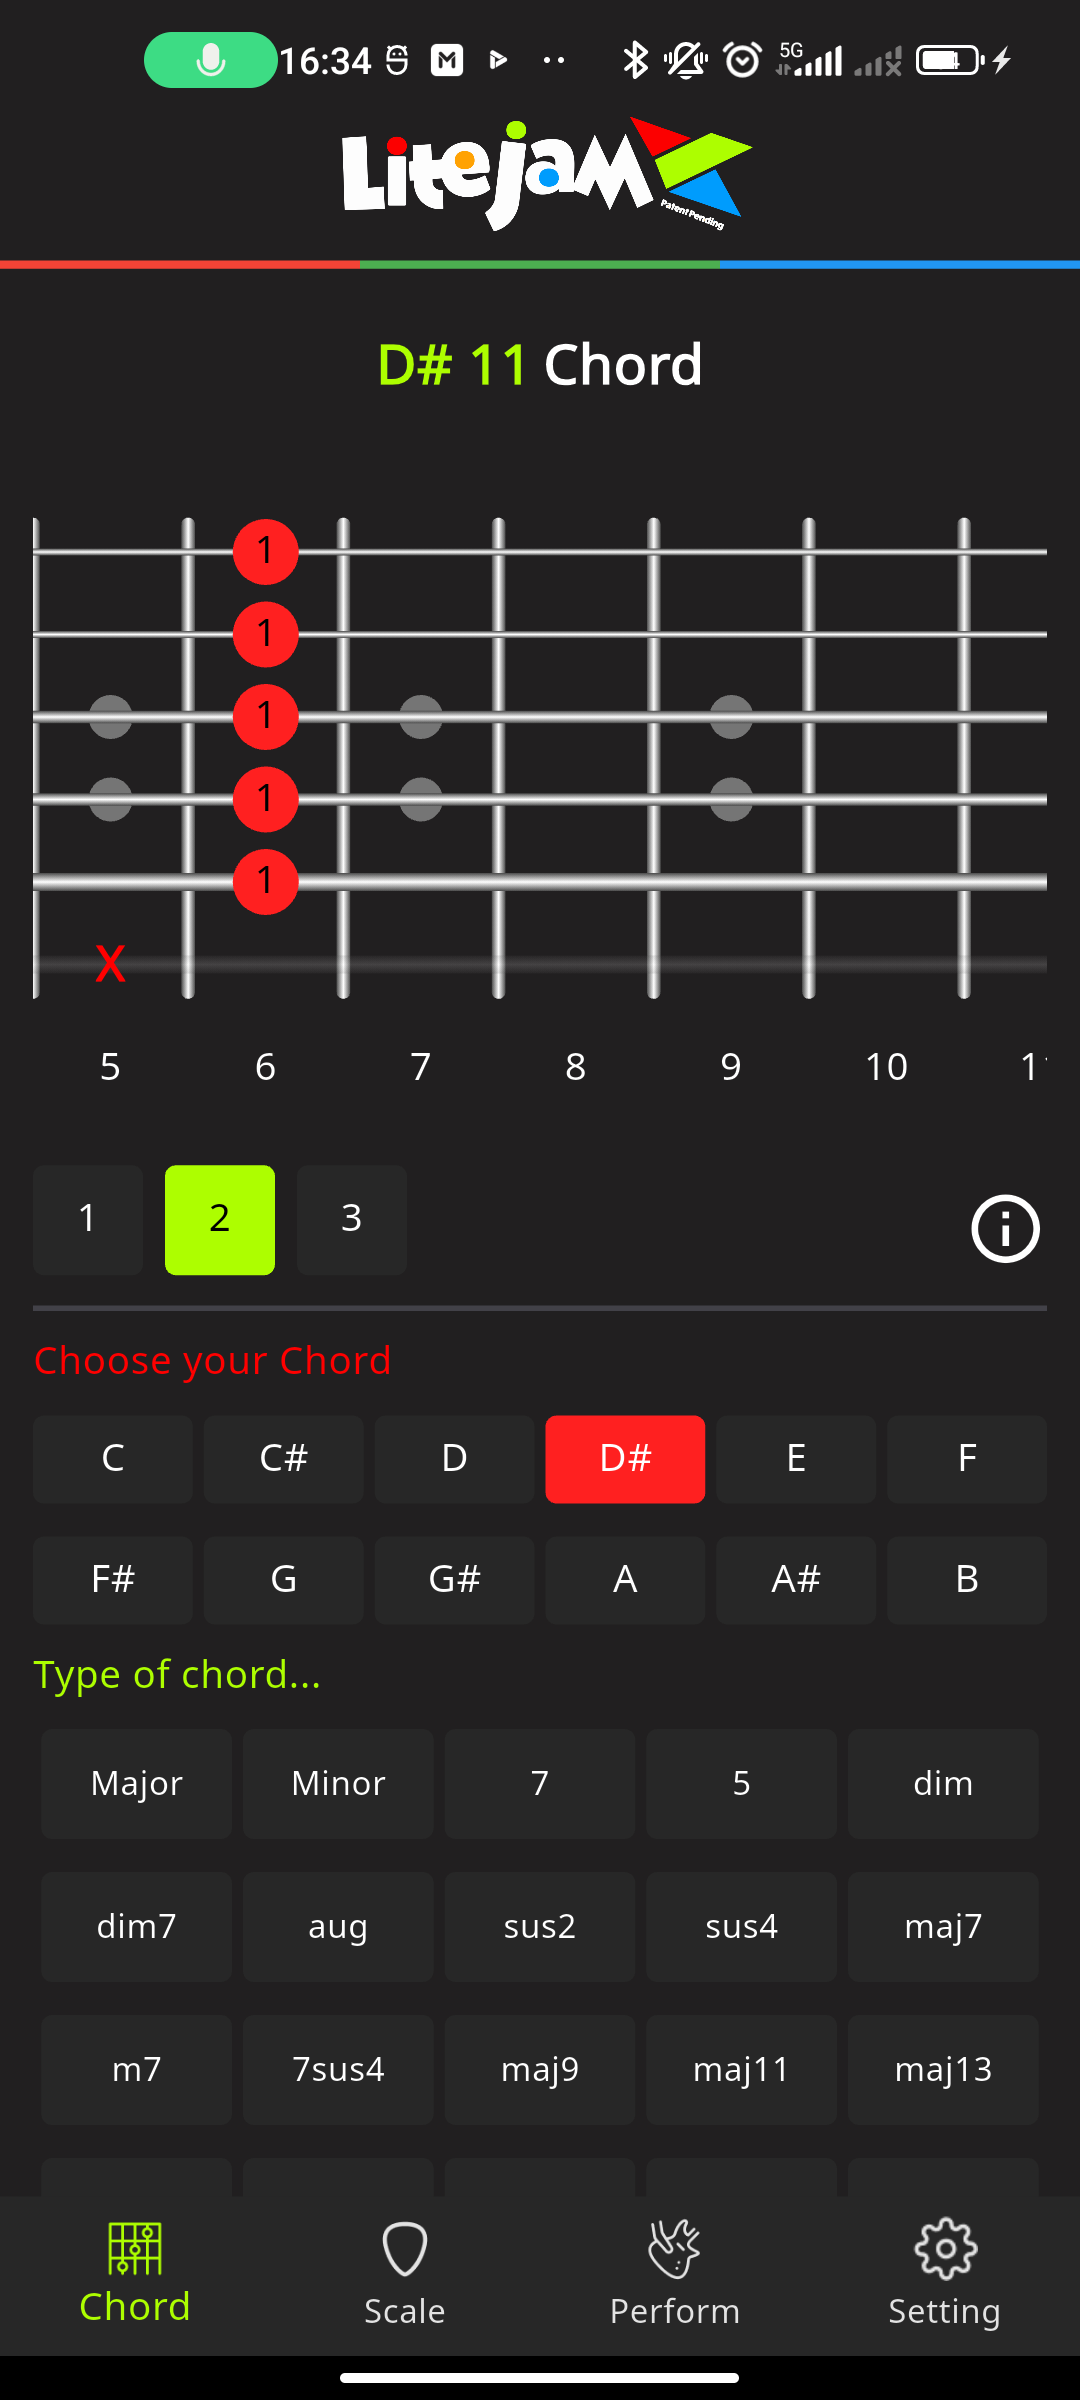 16:34
5G
Litejam
Patent Pending
D# 11 Chord
1
1
1
1
1
X
5 6 7 8 9 10
1 2 3
Choose your Chord
C C# D D# E F
F# G G# A A# B
Type of chord...
Major Minor 7 5 dim
dim7 aug sus2 sus4 maj7
m7 7sus4 maj9 maj11 maj13
Chord Scale Perform Setting